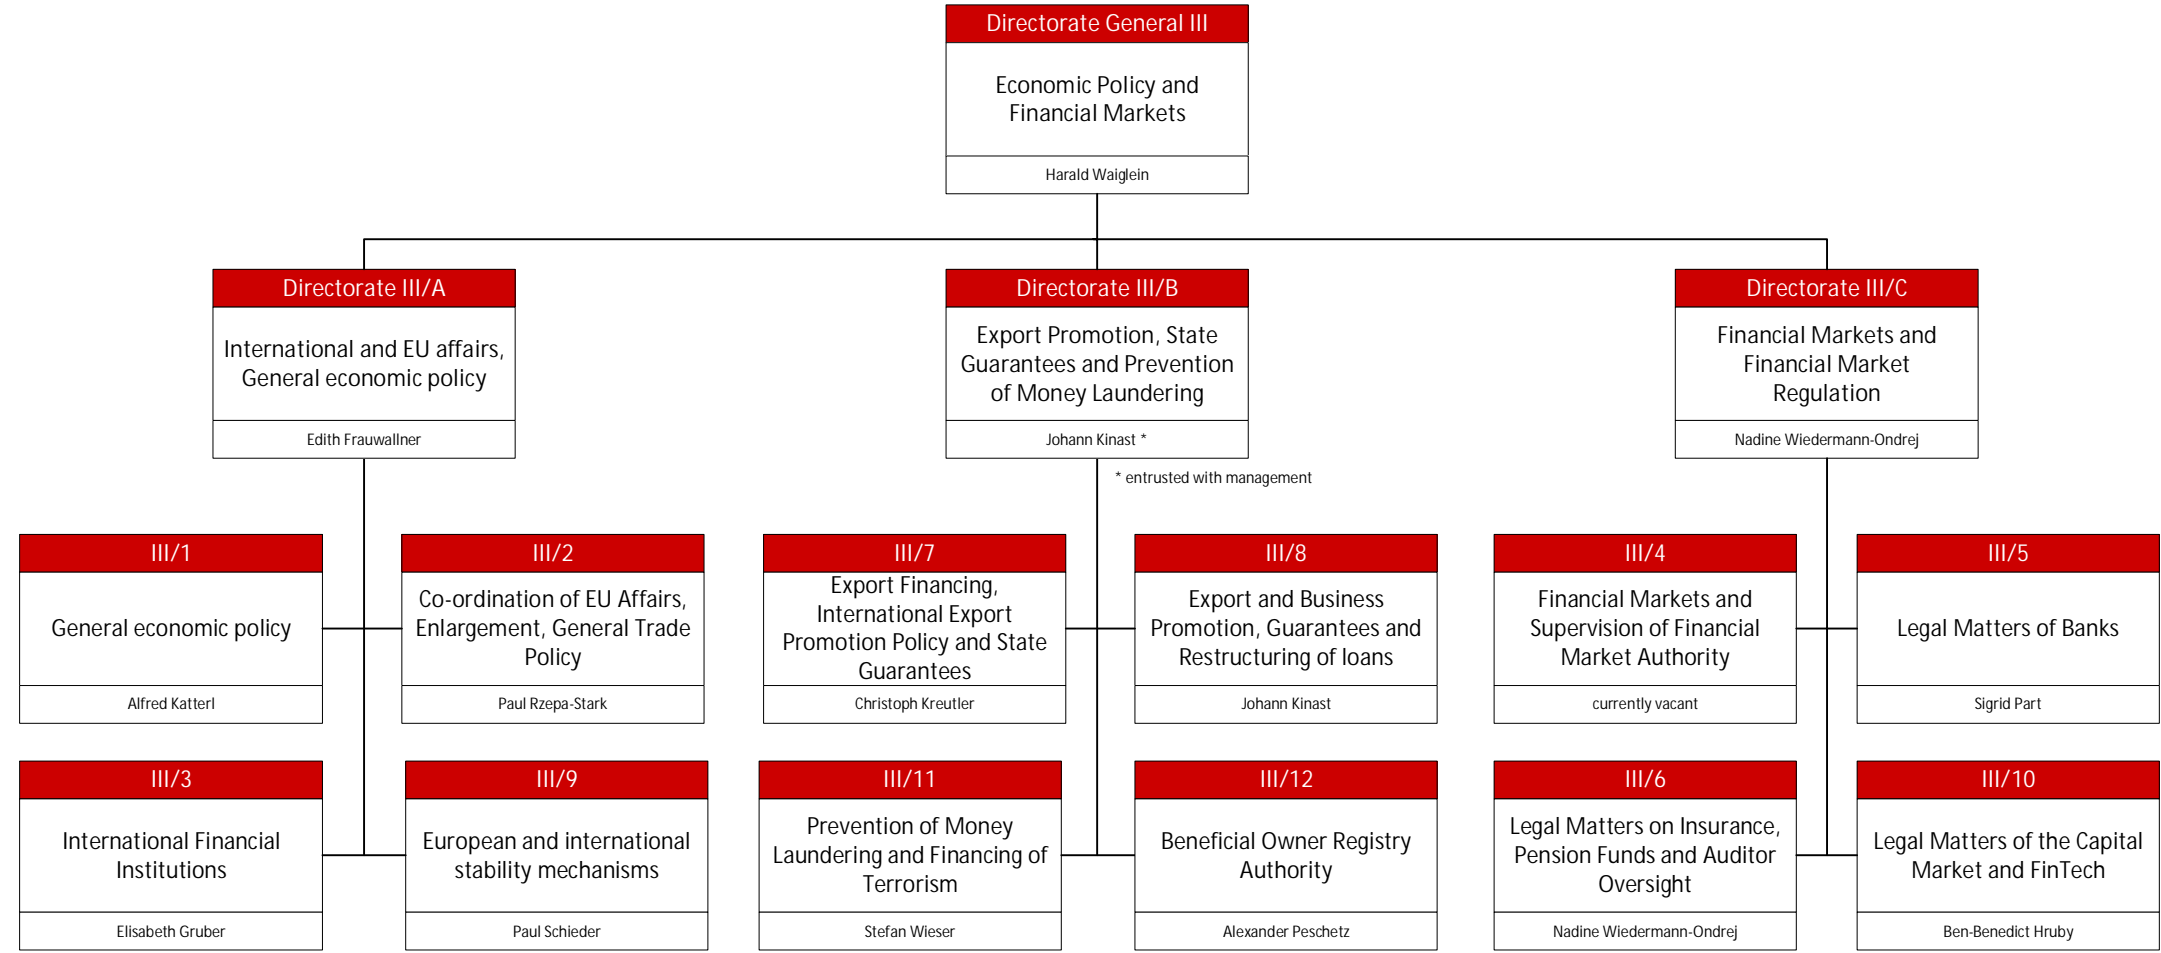 Directorate General III
Economic Policy and
Financial Markets
Harald Waiglein
Directorate III/A
International and EU affairs,
General economic policy
Edith Frauwallner
Directorate III/B
Export Promotion, State
Guarantees and Prevention
of Money Laundering
Johann Kinast *
* entrusted with management
Directorate III/C
Financial Markets and
Financial Market
Regulation
Nadine Wiedermann-Ondrej
III/1
General economic policy
Alfred Katterl
III/2
Co-ordination of EU Affairs,
Enlargement, General Trade
Policy
Paul Rzepa-Stark
III/7
Export Financing,
International Export
Promotion Policy and State
Guarantees
Christoph Kreutler
III/8
Export and Business
Promotion, Guarantees and
Restructuring of loans
Johann Kinast
III/4
Financial Markets and
Supervision of Financial
Market Authority
currently vacant
III/5
Legal Matters of Banks
Sigrid Part
III/3
International Financial
Institutions
Elisabeth Gruber
III/9
European and international
stability mechanisms
Paul Schieder
III/11
Prevention of Money
Laundering and Financing of
Terrorism
Stefan Wieser
III/12
Beneficial Owner Registry
Authority
Alexander Peschetz
III/6
Legal Matters on Insurance,
Pension Funds and Auditor
Oversight
Nadine Wiedermann-Ondrej
III/10
Legal Matters of the Capital
Market and FinTech
Ben-Benedict Hruby